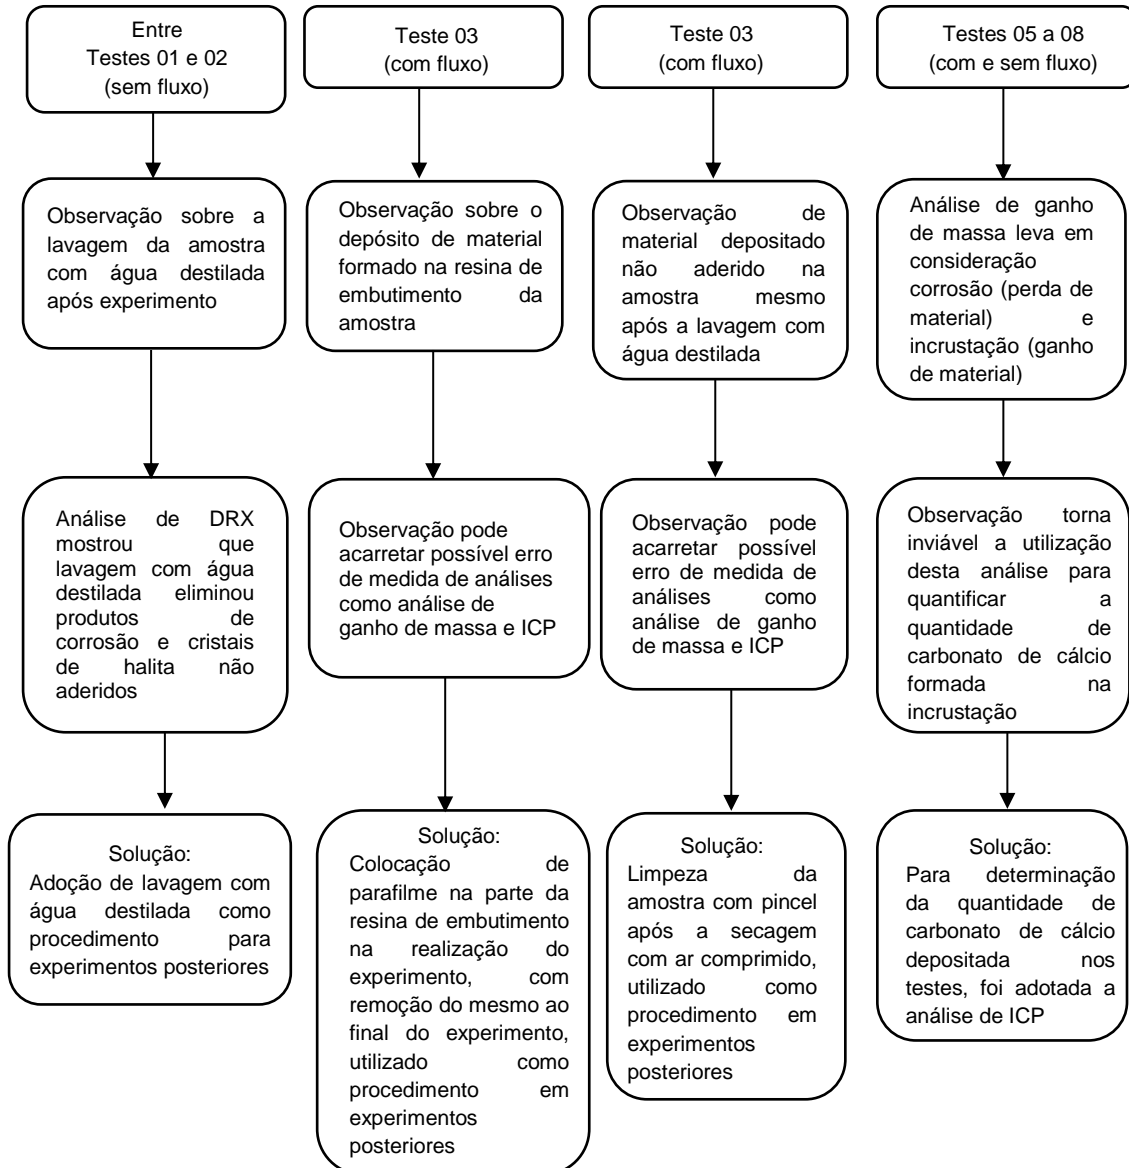 Entre
Testes 01 e 02
(sem fluxo)
Observação sobre a
lavagem da amostra
com água destilada
após experimento
Análise de DRX
mostrou que
lavagem com água
destilada eliminou
produtos de
corrosão e cristais
de halita não
aderidos
Solução:
Adoção de lavagem com
água destilada como
procedimento para
experimentos posteriores
Teste 03
(com fluxo)
Observação sobre o
depósito de material
formado na resina de
embutimento da
amostra
Observação pode
acarretar possível erro
de medida de análises
como análise de
ganho de massa e ICP
Solução:
Colocação de
parafilme na parte da
resina de embutimento
na realização do
experimento, com
remoção do mesmo ao
final do experimento,
utilizado como
procedimento em
experimentos
posteriores
Teste 03
(com fluxo)
Observação de
material depositado
não aderido na
amostra mesmo
após a lavagem com
água destilada
Observação pode
acarretar possível
erro de medida de
análises como
análise de ganho
de massa e ICP
Solução:
Limpeza da
amostra com pincel
após a secagem
com ar comprimido,
utilizado como
procedimento em
experimentos
posteriores
Testes 05 a 08
(com e sem fluxo)
Análise de ganho
de massa leva em
consideração
corrosão (perda de
material) e
incrustação (ganho
de material)
Observação torna
inviável a utilização
desta análise para
quantificar a
quantidade de
carbonato de cálcio
formada na
incrustação
Solução:
Para determinação
da quantidade de
carbonato de cálcio
depositada nos
testes, foi adotada a
análise de ICP